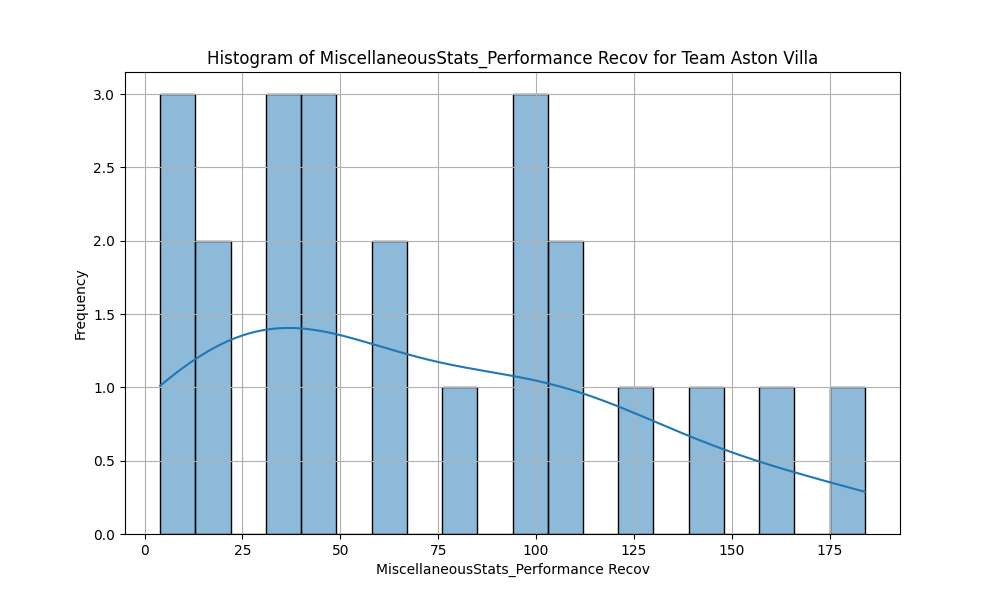 Histogram of MiscellaneousStats_Performance Recov for Team Aston Villa
3.0
2.5
2.0
1.5
1.0
0.5
0.0
Frequency
0 25 50 75 100 125 150 175
MiscellaneousStats_Performance Recov